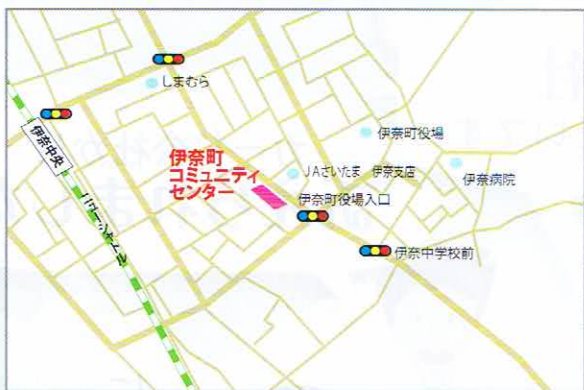 しまむら
伊奈中央
ニューシャトル
伊奈町
コミュニティ
センター
伊奈町役場
JAさいたま 伊奈支店
伊奈病院
伊奈町役場入口
伊奈中学校前